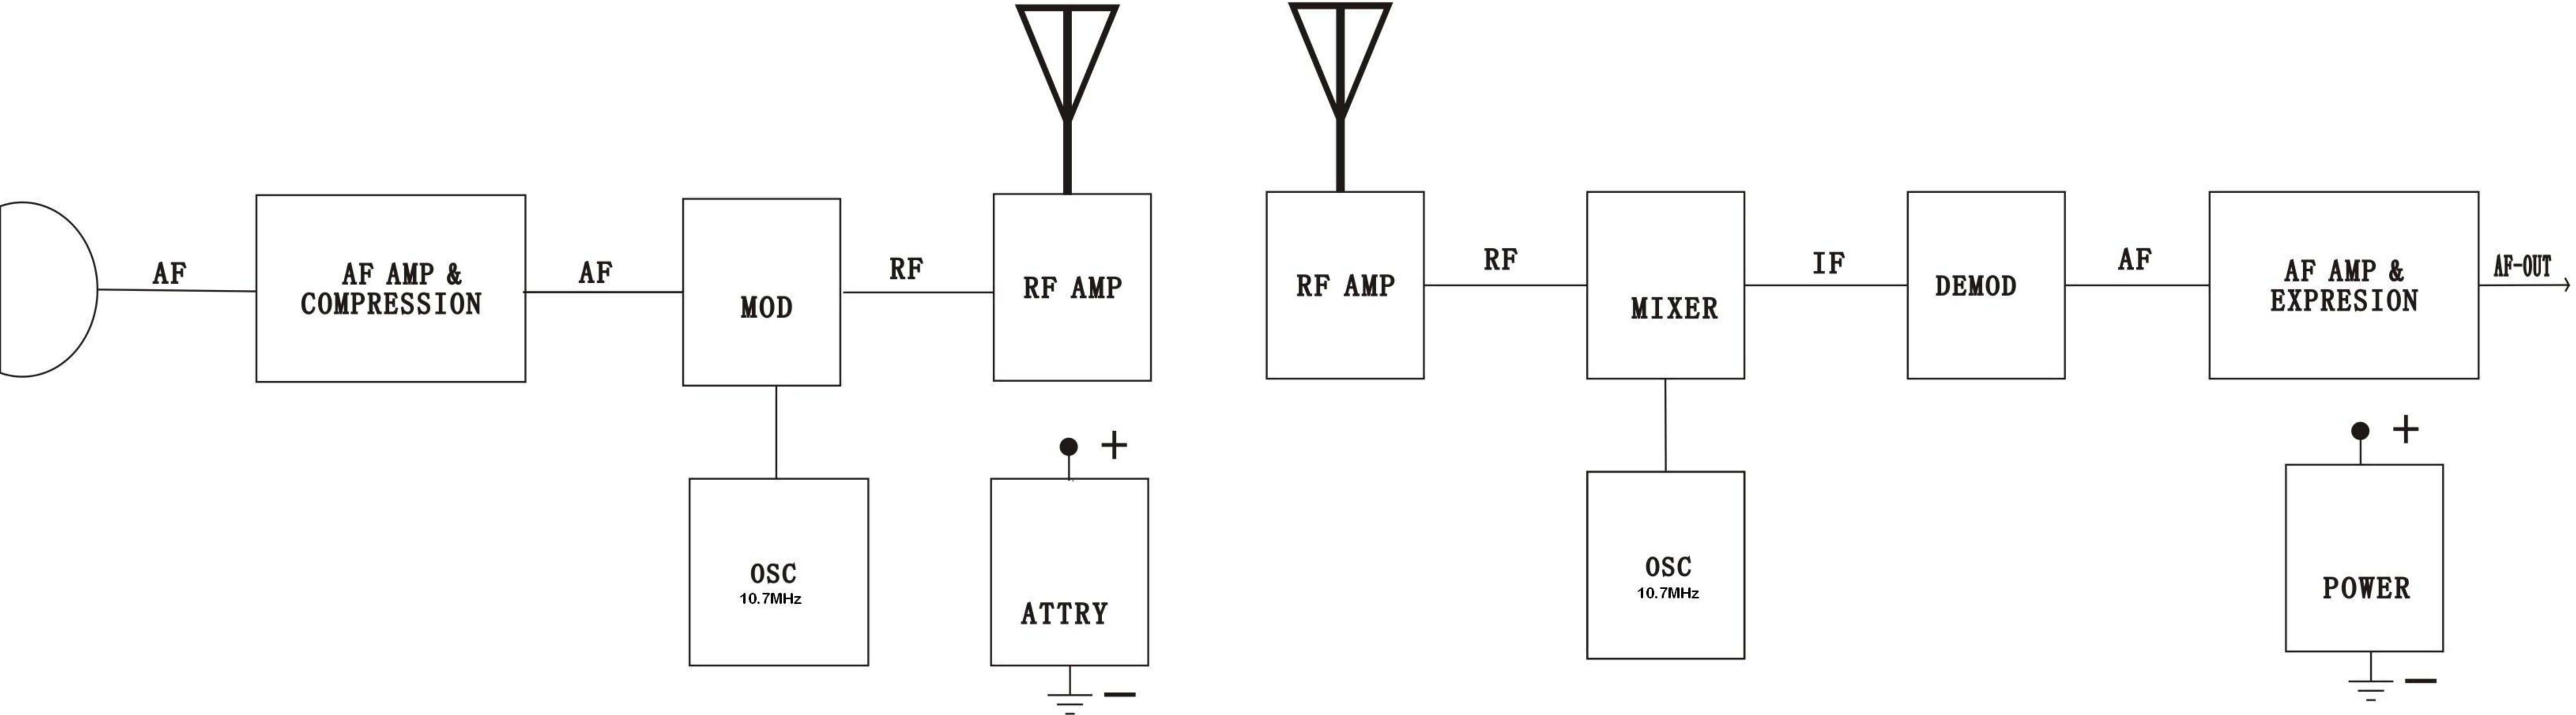 AF
AF AMP &
COMPRESSION
AF
MOD
RF
RF AMP
OSC
10.7MHz
+
ATTRY
−
RF AMP
RF
MIXER
IF
DEMOD
AF
AF AMP &
EXPRESION
AF-OUT
OSC
10.7MHz
+
POWER
−